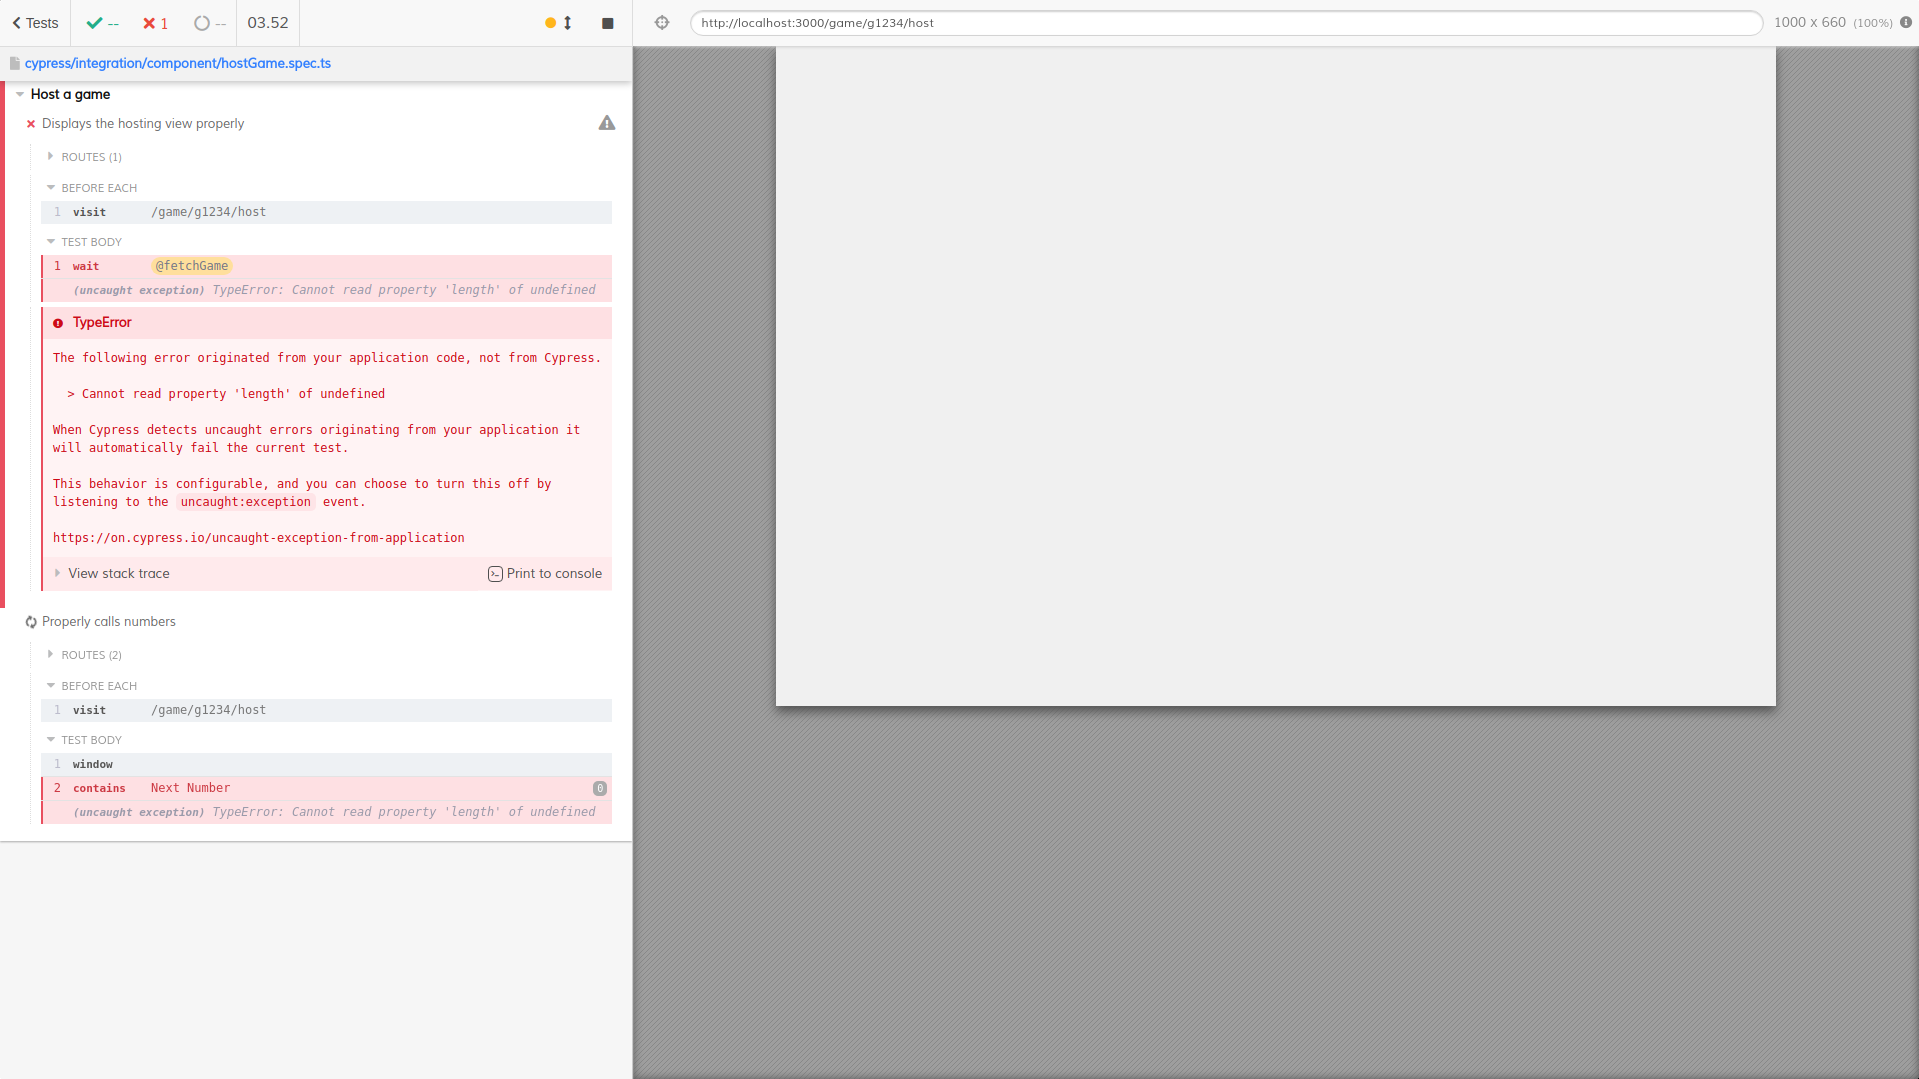 Tests
--
1
--
03.52
http://localhost:3000/game/g1234/host
1000 x 660 (100%)
cypress/integration/component/hostGame.spec.ts
Host a game
Displays the hosting view properly
ROUTES (1)
BEFORE EACH
1 visit /game/g1234/host
TEST BODY
1 wait @fetchGame
(uncaught exception) TypeError: Cannot read property 'length' of undefined
TypeError
The following error originated from your application code, not from Cypress.
> Cannot read property 'length' of undefined
When Cypress detects uncaught errors originating from your application it
will automatically fail the current test.
This behavior is configurable, and you can choose to turn this off by
listening to the uncaught:exception event.
https://on.cypress.io/uncaught-exception-from-application
View stack trace
Print to console
Properly calls numbers
ROUTES (2)
BEFORE EACH
1 visit /game/g1234/host
TEST BODY
1 window
2 contains Next Number 0
(uncaught exception) TypeError: Cannot read property 'length' of undefined